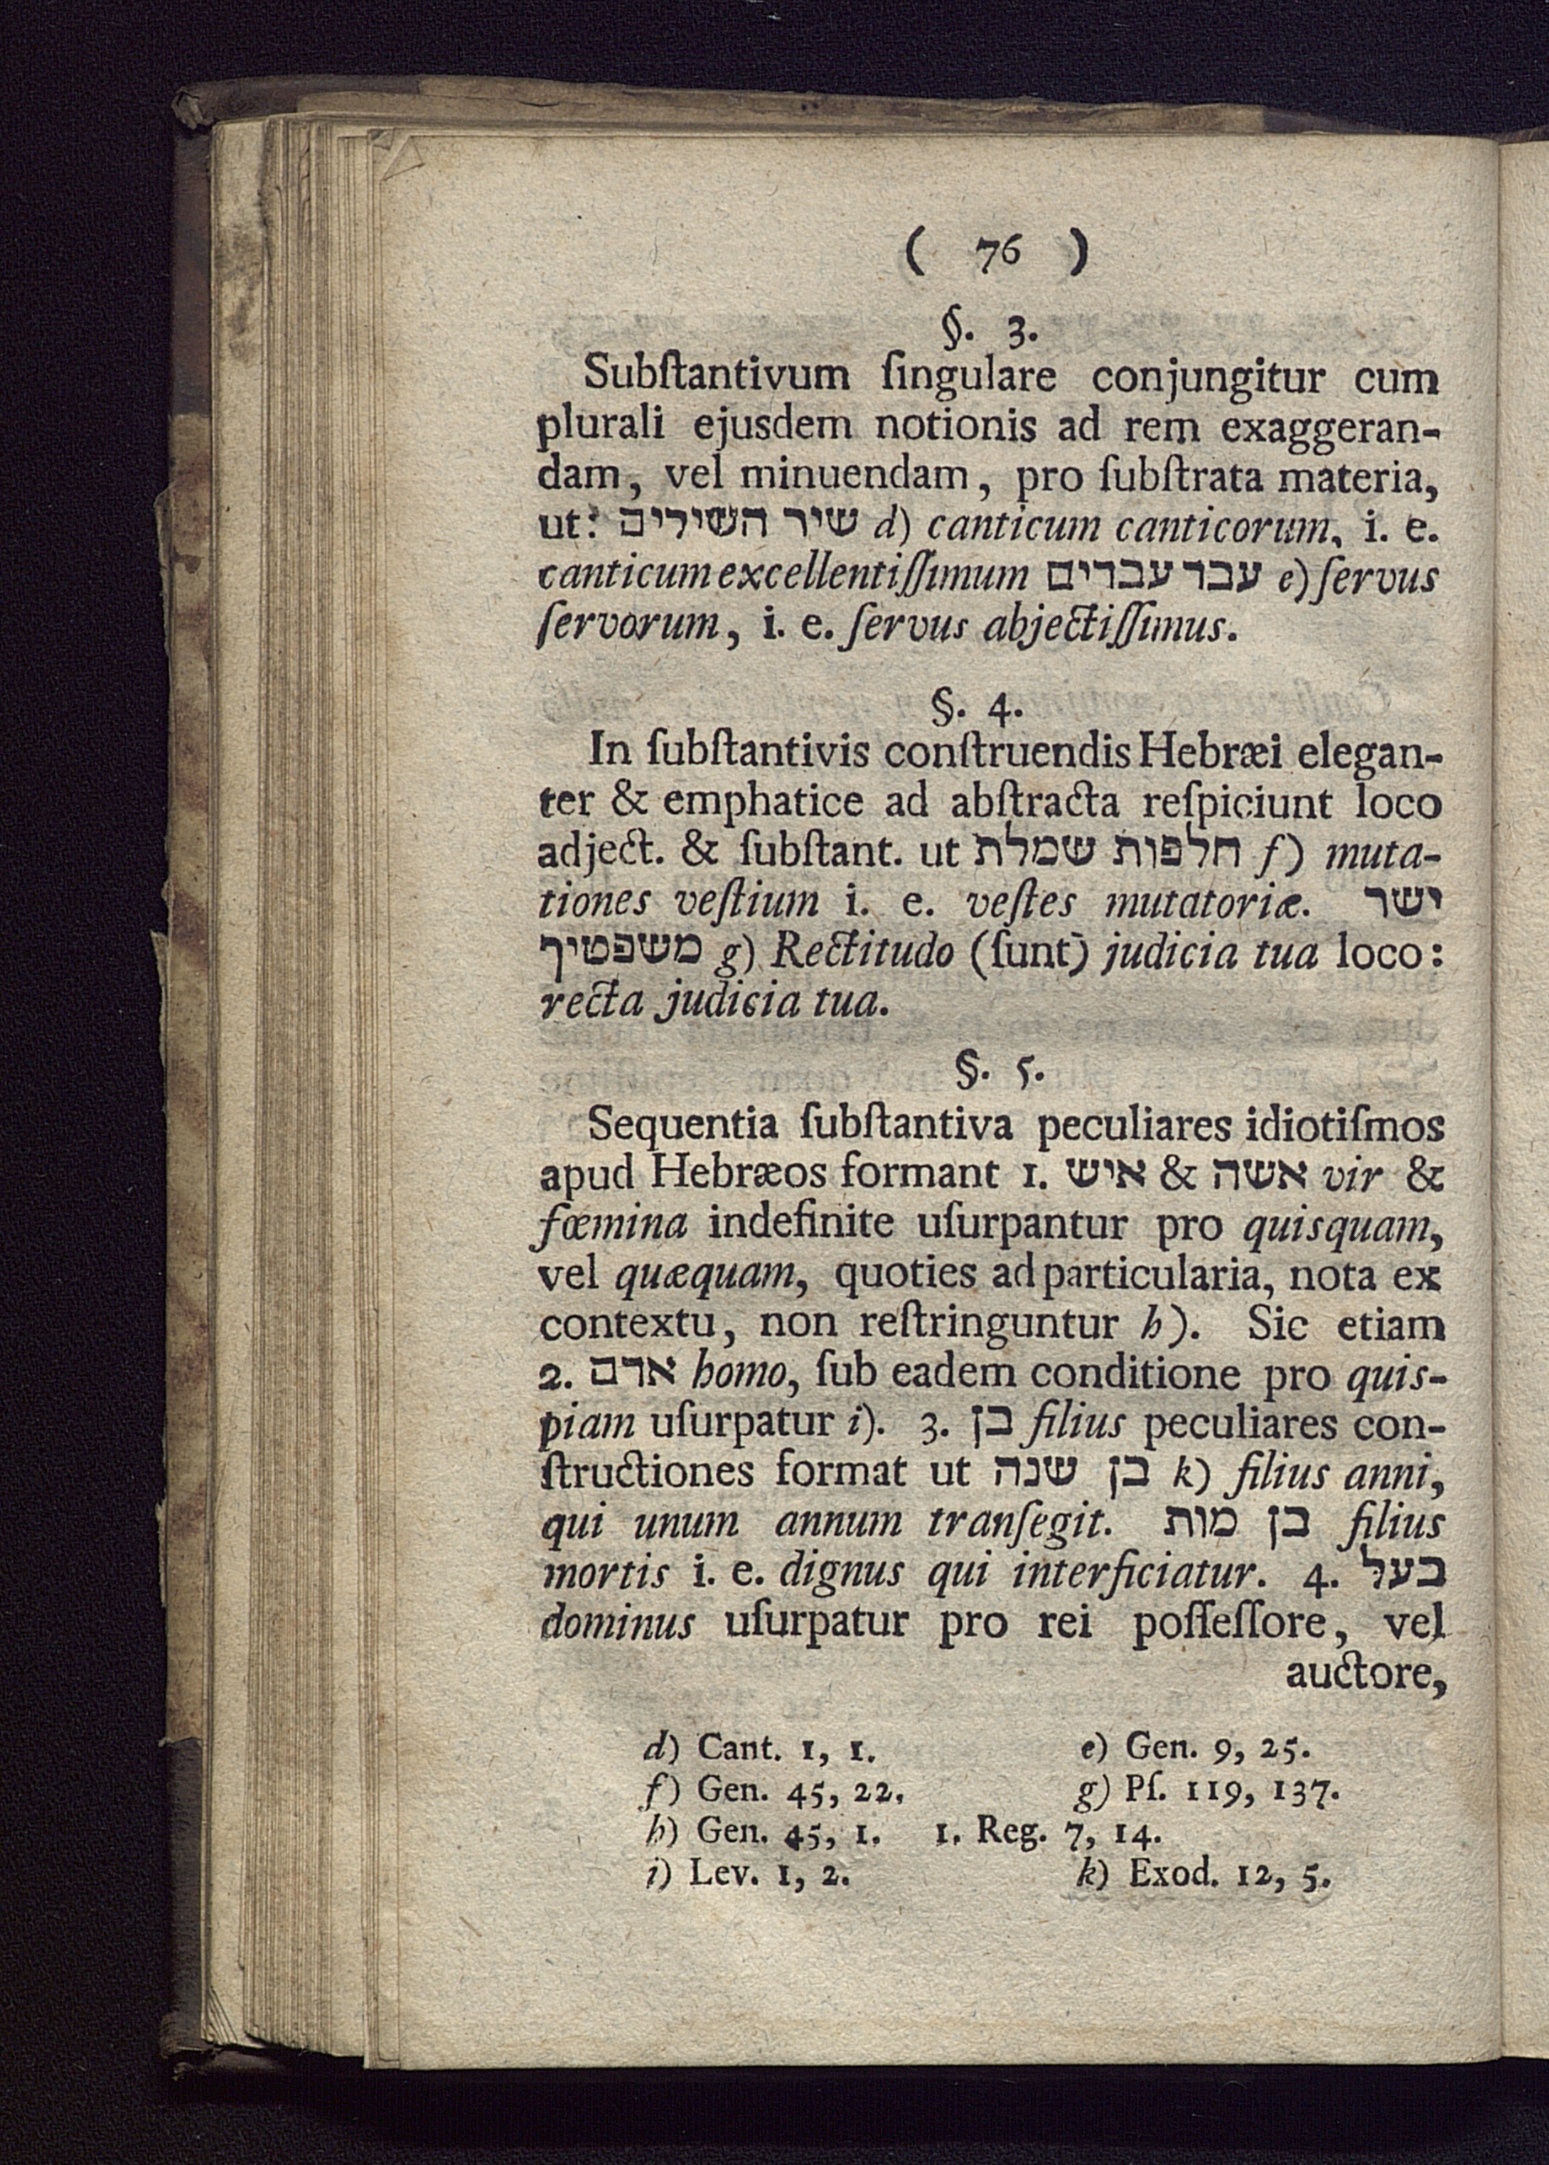 ( 76 )
§. 3.
Subſtantivum ſingulare conjungitur cum
plurali ejusdem notionis ad rem exaggeran-
dam, vel minuendam, pro ſubſtrata materia,
ut: שיר השירים d) canticum canticorum, i. e.
canticum excellentiſſimum עבר עברים e) ſervus
ſervorum, i. e. ſervus abjectiſſimus.
§. 4.
In ſubſtantivis conſtruendis Hebræi elegan-
ter & emphatice ad abſtracta reſpiciunt loco
adject. & ſubſtant. ut חלפות שמלת f) muta-
tiones veſtium i. e. veſtes mutatoriæ. ישר
משפטיך g) Rectitudo (ſunt) judicia tua loco:
recta judicia tua.
§. 5.
Sequentia ſubſtantiva peculiares idiotiſmos
apud Hebræos formant 1. איש & אשה vir &
fœmina indefinite uſurpantur pro quisquam,
vel quæquam, quoties ad particularia, nota ex
contextu, non reſtringuntur h). Sic etiam
2. אדם homo, ſub eadem conditione pro quis-
piam uſurpatur i). 3. בן filius peculiares con-
ſtructiones format ut בן שנה k) filius anni,
qui unum annum tranſegit. בן מות filius
mortis i. e. dignus qui interficiatur. 4. בעל
dominus uſurpatur pro rei poſſeſſore, vel
auctore,
d) Cant. 1, 1. e) Gen. 9, 25.
f) Gen. 45, 22. g) Pſ. 119, 137.
h) Gen. 45, 1. 1. Reg. 7, 14.
i) Lev. 1, 2. k) Exod. 12, 5.